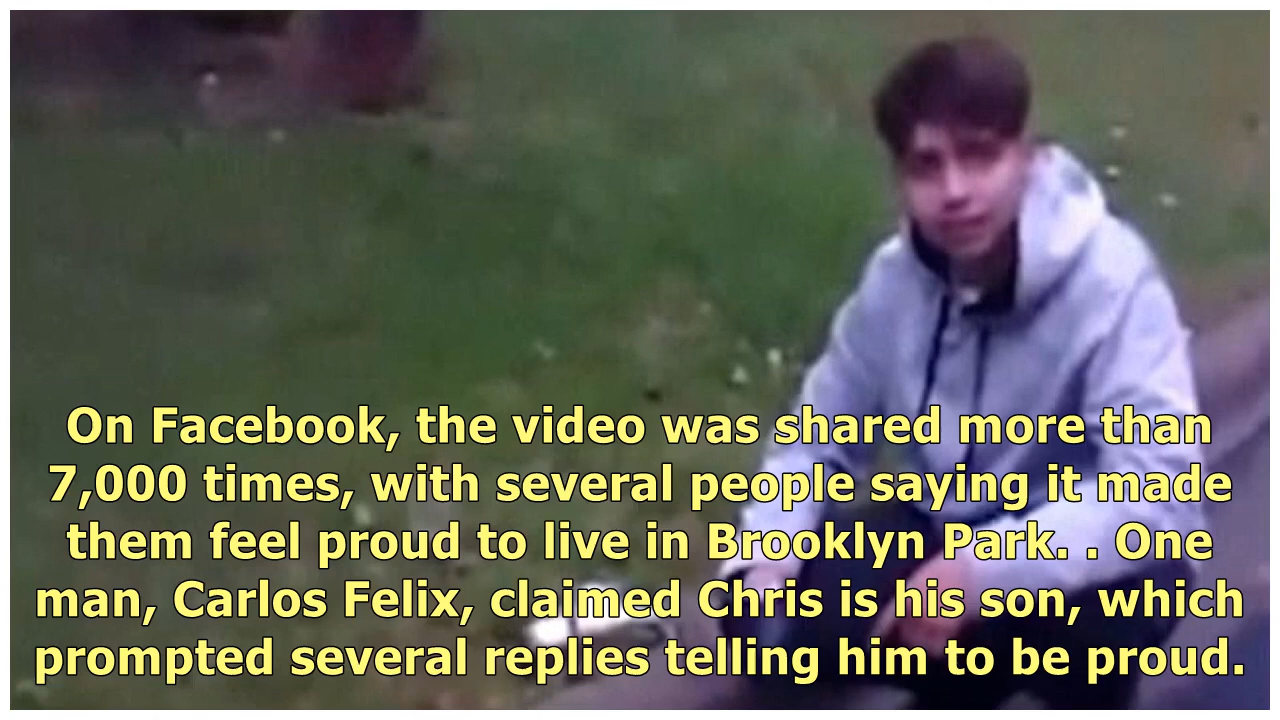 On Facebook, the video was shared more than
7,000 times, with several people saying it made
them feel proud to live in Brooklyn Park. . One
man, Carlos Felix, claimed Chris is his son, which
prompted several replies telling him to be proud.